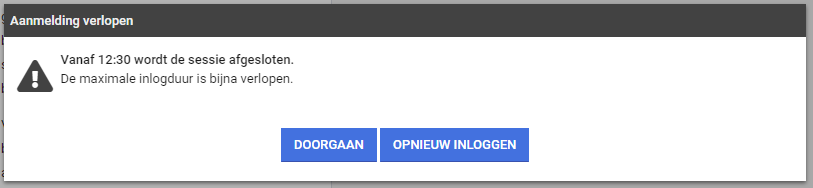 Aanmelding verlopen
Vanaf 12:30 wordt de sessie afgesloten.
De maximale inlogduur is bijna verlopen.
DOORGAAN
OPNIEUW INLOGGEN